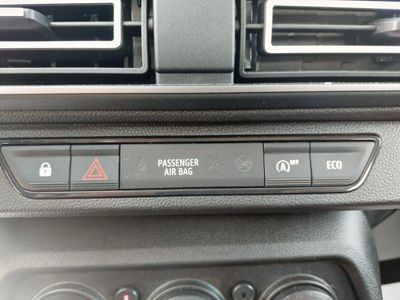 PASSENGER
AIR BAG
A OFF
ECO